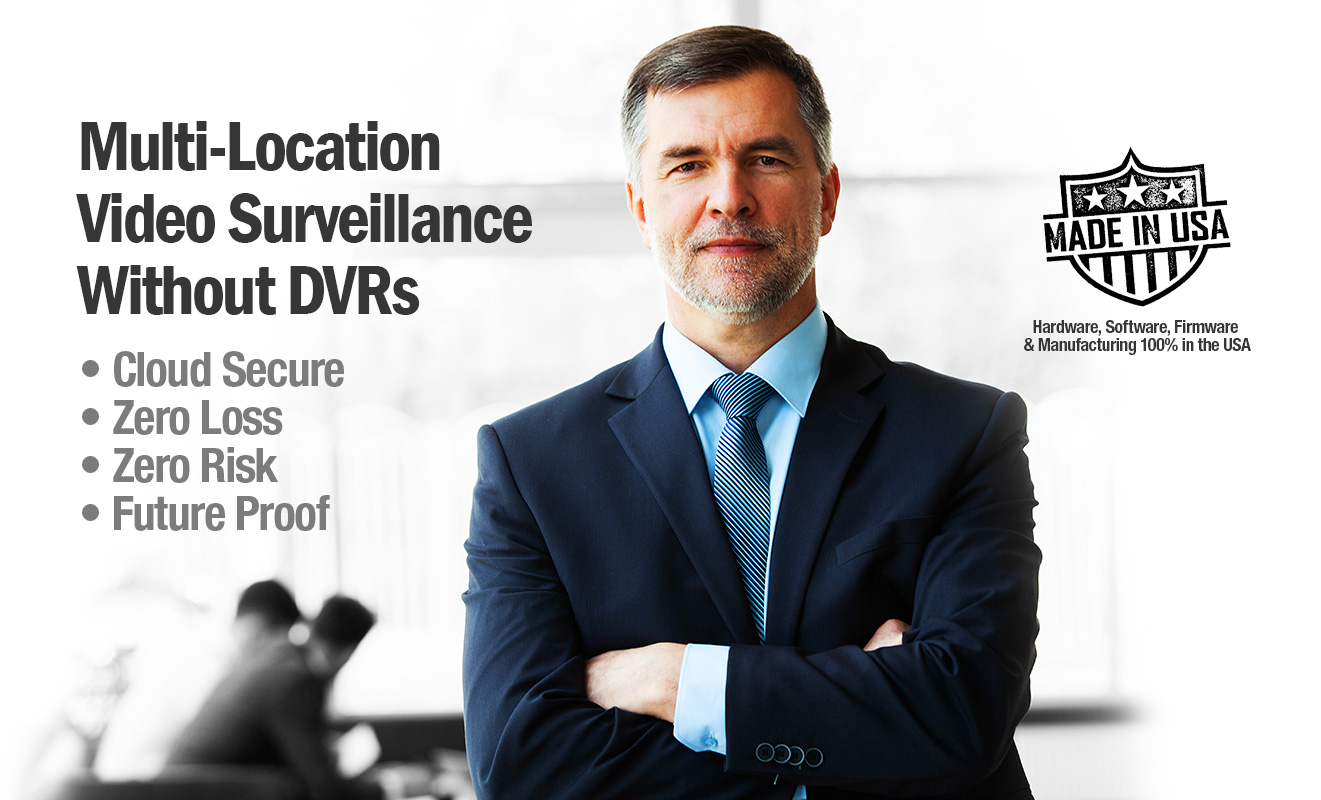 Multi-Location
Video Surveillance
Without DVRs
• Cloud Secure
• Zero Loss
• Zero Risk
• Future Proof
MADE IN USA
Hardware, Software, Firmware
& Manufacturing 100% in the USA